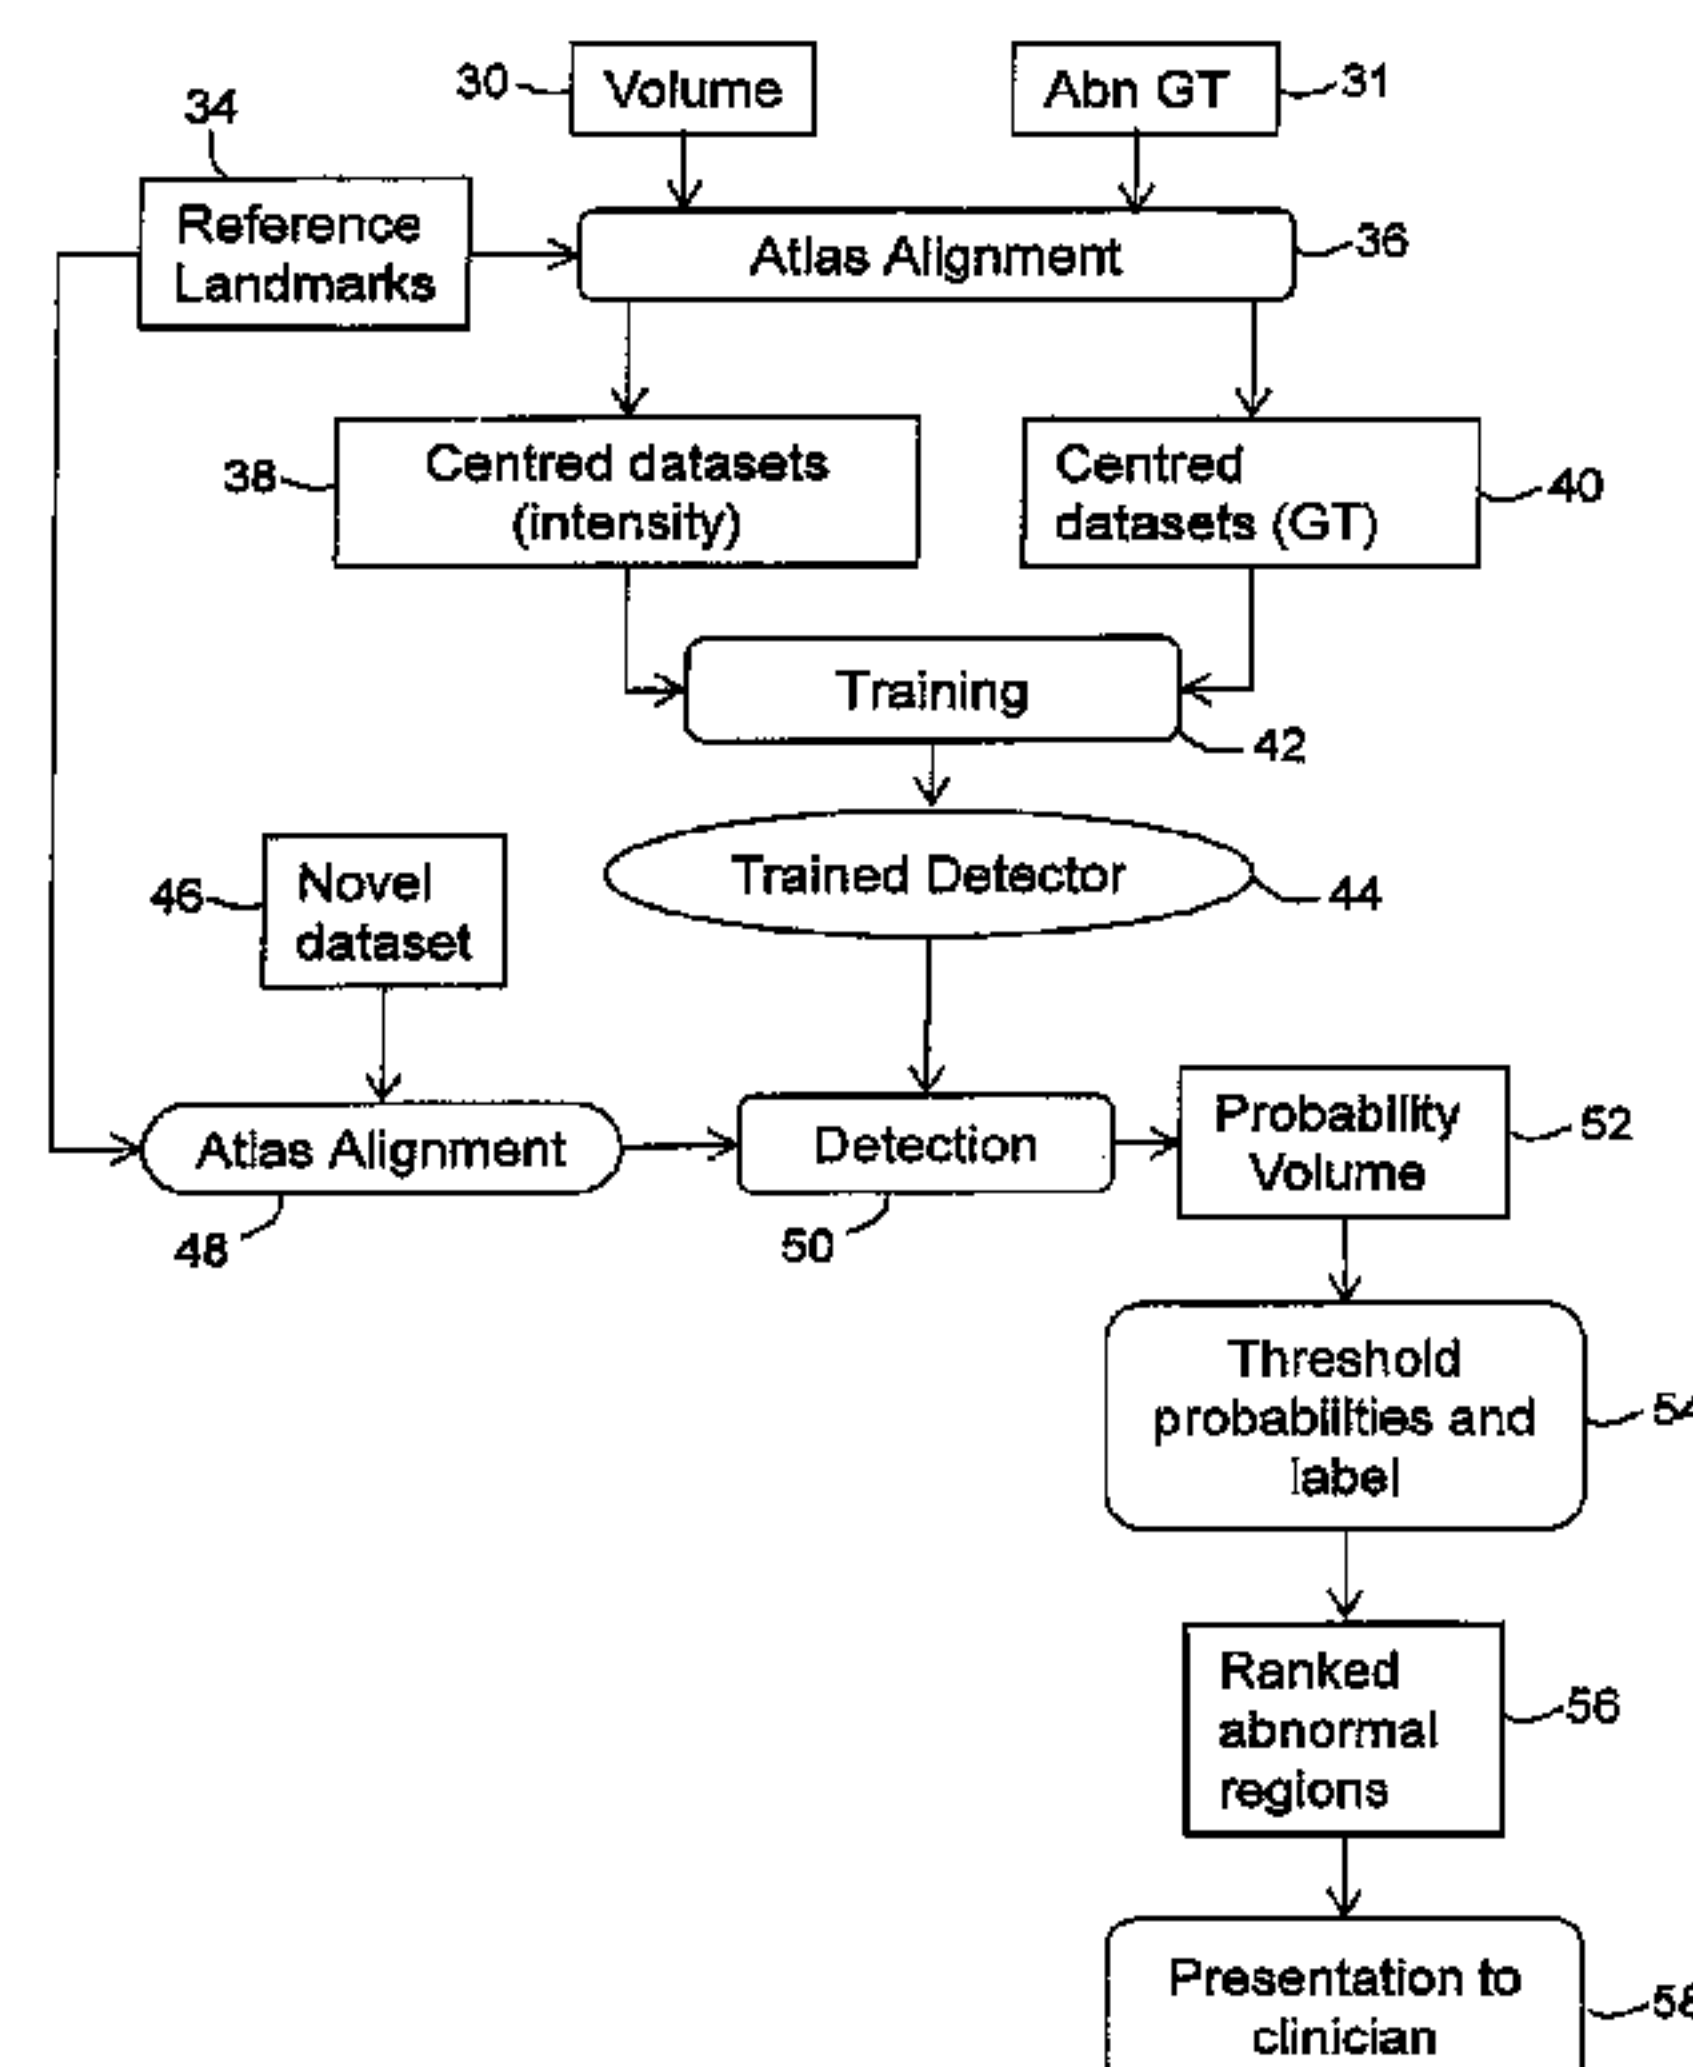 30
Volume
Abn GT
31
34
Reference
Landmarks
Atlas Alignment
36
38
Centred datasets
(intensity)
Centred
datasets (GT)
40
Training
42
46
Novel
dataset
Trained Detector
44
Atlas Alignment
48
Detection
50
Probability
Volume
52
Threshold
probabilities and
label
54
Ranked
abnormal
regions
56
Presentation to
clinician
58